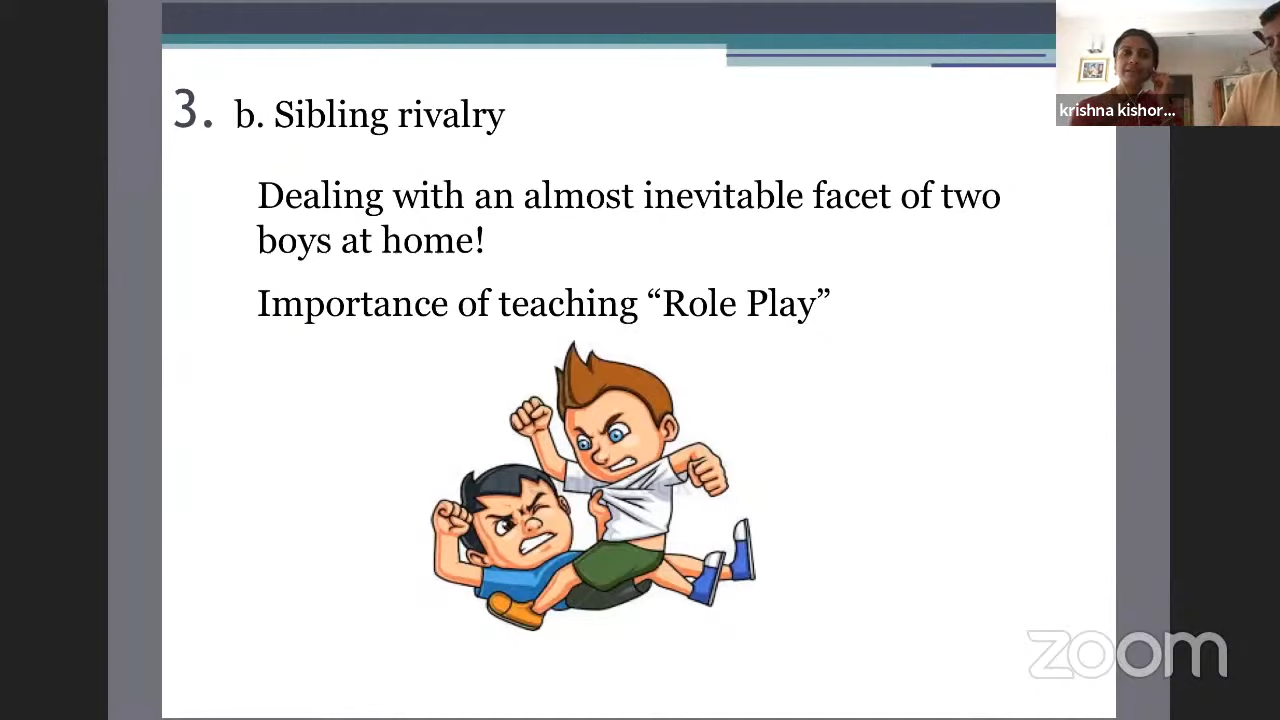 krishna kishor...
3. b. Sibling rivalry
Dealing with an almost inevitable facet of two
boys at home!
Importance of teaching “Role Play”
zoom